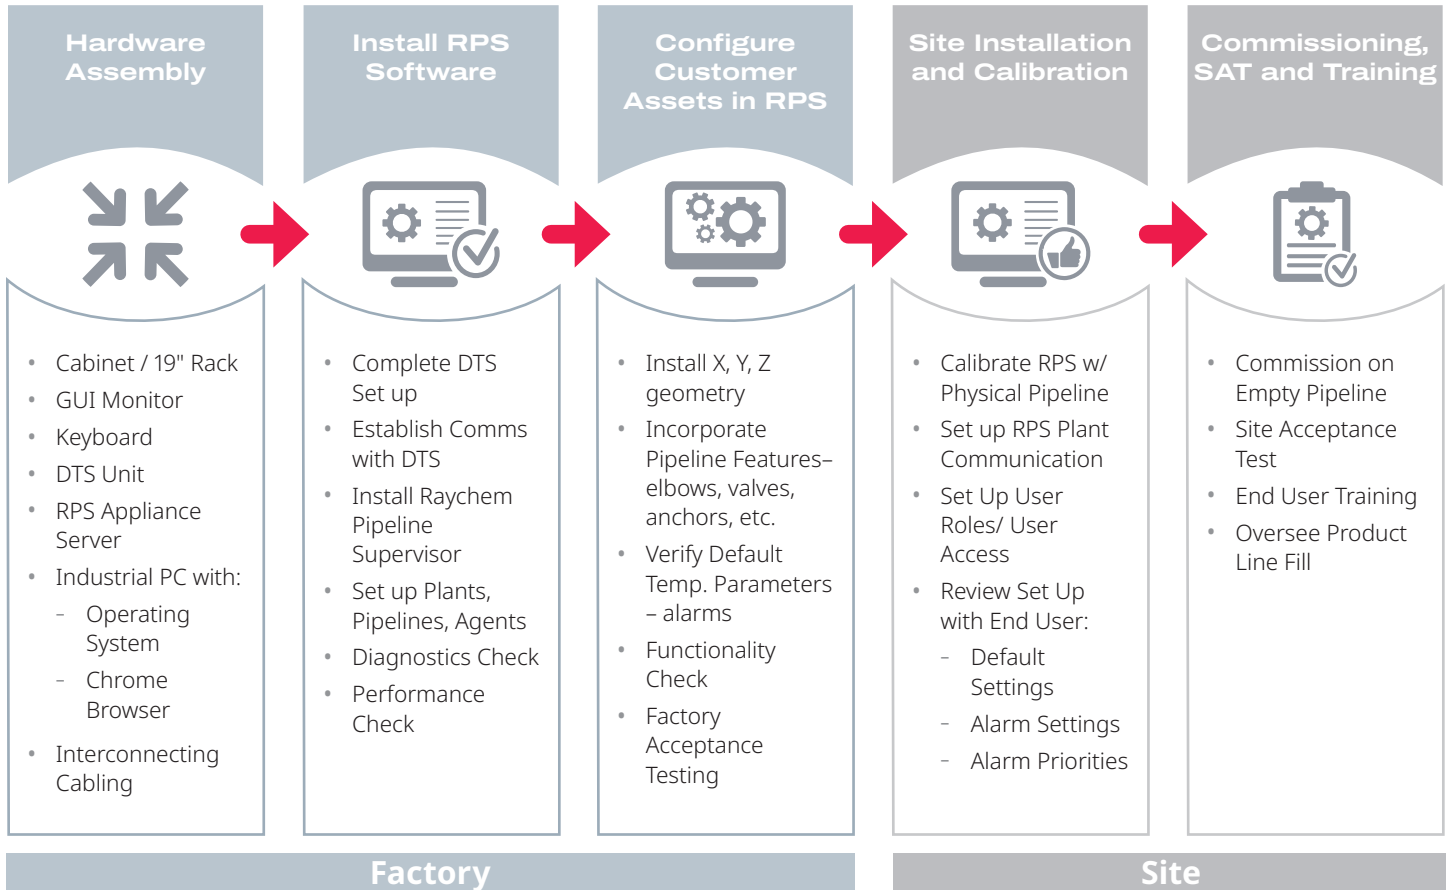 Hardware
Assembly
• Cabinet / 19" Rack
• GUI Monitor
• Keyboard
• DTS Unit
• RPS Appliance
Server
• Industrial PC with:
– Operating
System
– Chrome
Browser
• Interconnecting
Cabling
Install RPS
Software
• Complete DTS
Set up
• Establish Comms
with DTS
• Install Raychem
Pipeline
Supervisor
• Set up Plants,
Pipelines, Agents
• Diagnostics Check
• Performance
Check
Configure
Customer
Assets in RPS
• Install X, Y, Z
geometry
• Incorporate
Pipeline Features–
elbows, valves,
anchors, etc.
• Verify Default
Temp. Parameters
– alarms
• Functionality
Check
• Factory
Acceptance
Testing
Factory
Site Installation
and Calibration
• Calibrate RPS w/
Physical Pipeline
• Set up RPS Plant
Communication
• Set Up User
Roles/ User
Access
• Review Set Up
with End User:
– Default
Settings
– Alarm Settings
– Alarm Priorities
Commissioning,
SAT and Training
• Commission on
Empty Pipeline
• Site Acceptance
Test
• End User Training
• Oversee Product
Line Fill
Site